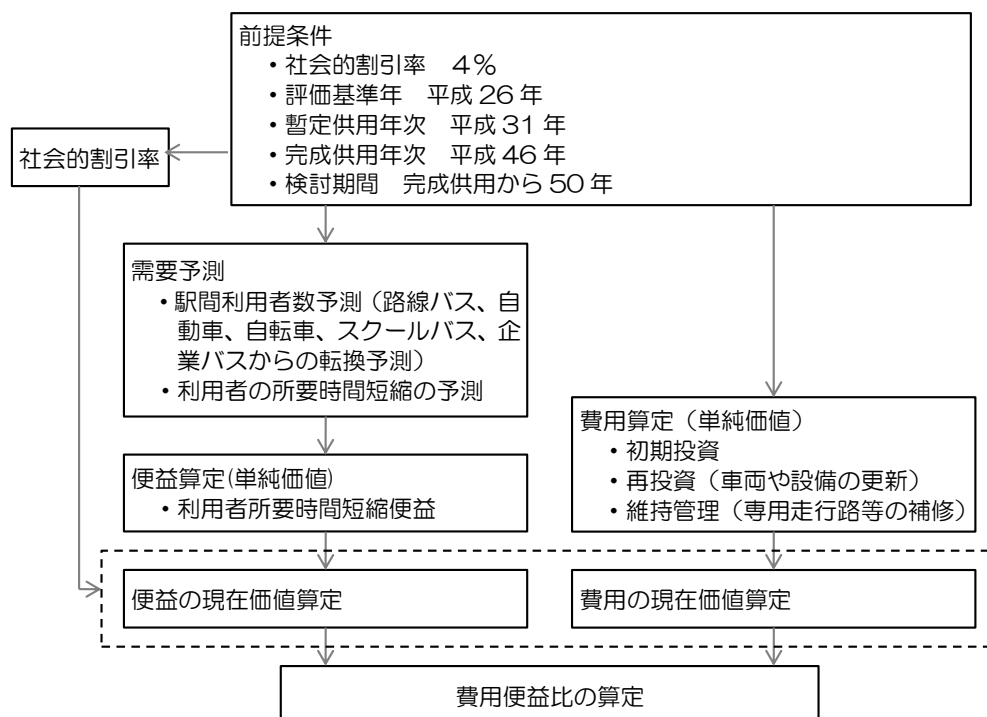 前提条件
・社会的割引率　4%
・評価基準年　平成 26 年
・暫定供用年次　平成 31 年
・完成供用年次　平成 46 年
・検討期間　完成供用から 50 年
社会的割引率
需要予測
・駅間利用者数予測（路線バス、自
動車、自転車、スクールバス、企
業バスからの転換予測）
・利用者の所要時間短縮の予測
便益算定(単純価値)
・利用者所要時間短縮便益
費用算定（単純価値）
・初期投資
・再投資（車両や設備の更新）
・維持管理（専用走行路等の補修）
便益の現在価値算定
費用の現在価値算定
費用便益比の算定